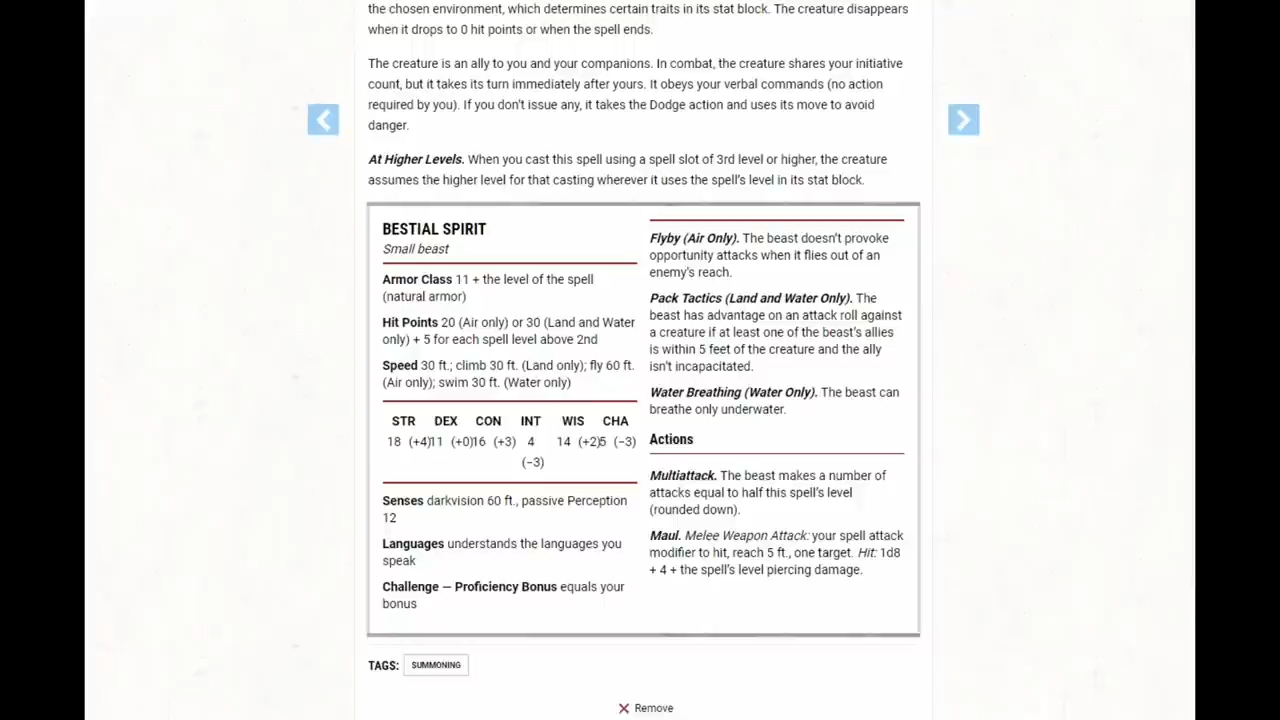 the chosen environment, which determines certain traits in its stat block. The creature disappears
when it drops to 0 hit points or when the spell ends.
The creature is an ally to you and your companions. In combat, the creature shares your initiative
count, but it takes its turn immediately after yours. It obeys your verbal commands (no action
required by you). If you don't issue any, it takes the Dodge action and uses its move to avoid
danger.
At Higher Levels. When you cast this spell using a spell slot of 3rd level or higher, the creature
assumes the higher level for that casting wherever it uses the spell's level in its stat block.
BESTIAL SPIRIT
Small beast
Armor Class 11 + the level of the spell
(natural armor)
Hit Points 20 (Air only) or 30 (Land and Water
only) + 5 for each spell level above 2nd
Speed 30 ft.; climb 30 ft. (Land only); fly 60 ft.
(Air only); swim 30 ft. (Water only)
STR DEX CON INT WIS CHA
18 (+4)11 (+0)16 (+3) 4 14 (+2)5 (−3)
(−3)
Senses darkvision 60 ft., passive Perception
12
Languages understands the languages you
speak
Challenge — Proficiency Bonus equals your
bonus
Flyby (Air Only). The beast doesn't provoke
opportunity attacks when it flies out of an
enemy's reach.
Pack Tactics (Land and Water Only). The
beast has advantage on an attack roll against
a creature if at least one of the beast's allies
is within 5 feet of the creature and the ally
isn't incapacitated.
Water Breathing (Water Only). The beast can
breathe only underwater.
Actions
Multiattack. The beast makes a number of
attacks equal to half this spell's level
(rounded down).
Maul. Melee Weapon Attack: your spell attack
modifier to hit, reach 5 ft., one target. Hit: 1d8
+ 4 + the spell's level piercing damage.
TAGS: SUMMONING
Remove